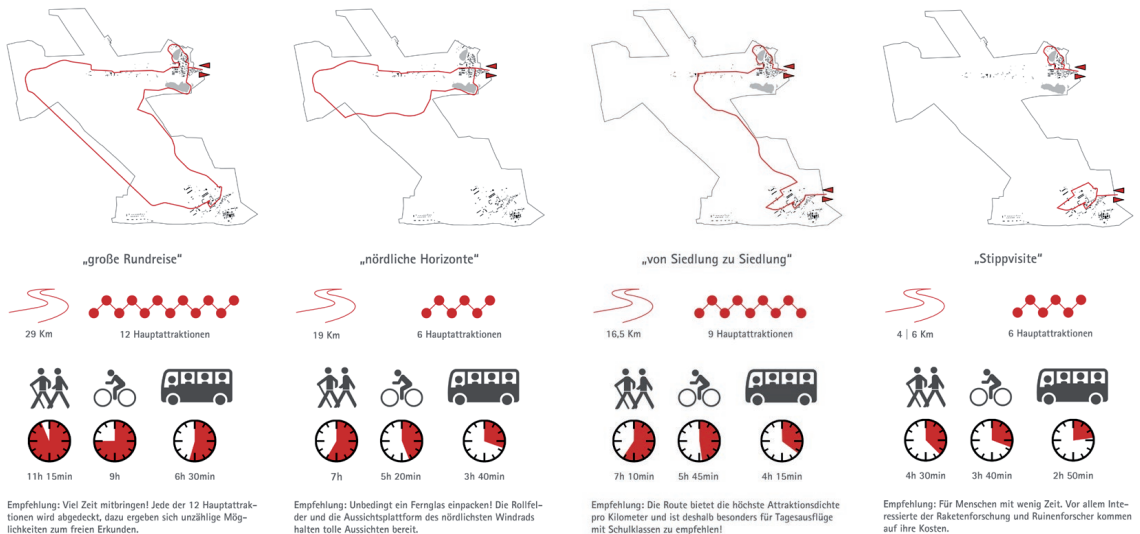 „große Rundreise“
29 Km
12 Hauptattraktionen
11h 15min
9h
6h 30min
Empfehlung: Viel Zeit mitbringen! Jede der 12 Hauptattrak-
tionen wird abgedeckt, dazu ergeben sich unzählige Mög-
lichkeiten zum freien Erkunden.
„nördliche Horizonte“
19 Km
6 Hauptattraktionen
7h
5h 20min
3h 40min
Empfehlung: Unbedingt ein Fernglas einpacken! Die Rollfel-
der und die Aussichtsplattform des nördlichsten Windrads
halten tolle Aussichten bereit.
„von Siedlung zu Siedlung“
16,5 Km
9 Hauptattraktionen
7h 10min
5h 45min
4h 15min
Empfehlung: Die Route bietet die höchste Attraktionsdichte
pro Kilometer und ist deshalb besonders für Tagesausflüge
mit Schulklassen zu empfehlen!
„Stippvisite“
4 | 6 Km
6 Hauptattraktionen
4h 30min
3h 40min
2h 50min
Empfehlung: Für Menschen mit wenig Zeit. Vor allem Inte-
ressierte der Raketenforschung und Ruinenforscher kommen
auf ihre Kosten.